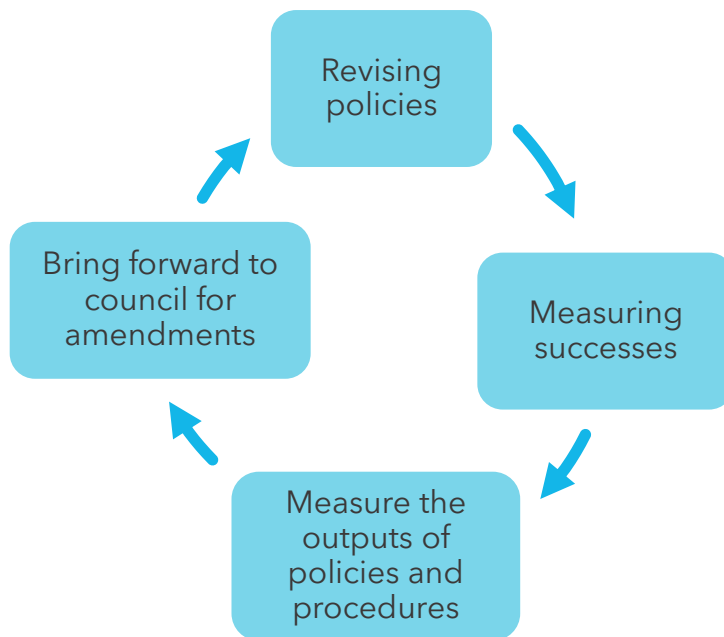 Revising
policies
Measuring
successes
Measure the
outputs of
policies and
procedures
Bring forward to
council for
amendments